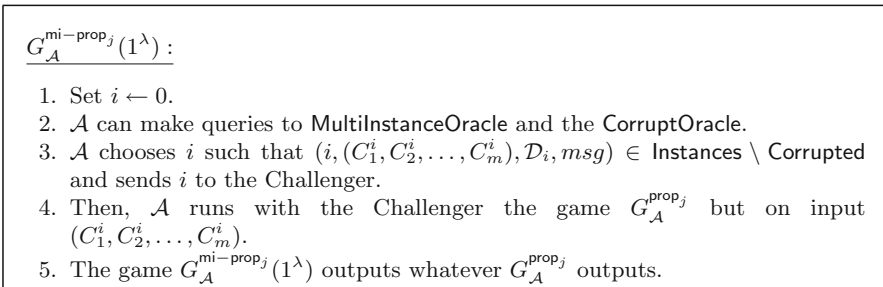 G_𝒜^{mi−prop_j}(1^λ) :
1. Set i ← 0.
2. 𝒜 can make queries to MultiInstanceOracle and the CorruptOracle.
3. 𝒜 chooses i such that (i, (C_1^i, C_2^i, . . . , C_m^i), 𝒟_i, msg) ∈ Instances \ Corrupted
and sends i to the Challenger.
4. Then, 𝒜 runs with the Challenger the game G_𝒜^{prop_j} but on input
(C_1^i, C_2^i, . . . , C_m^i).
5. The game G_𝒜^{mi−prop_j}(1^λ) outputs whatever G_𝒜^{prop_j} outputs.